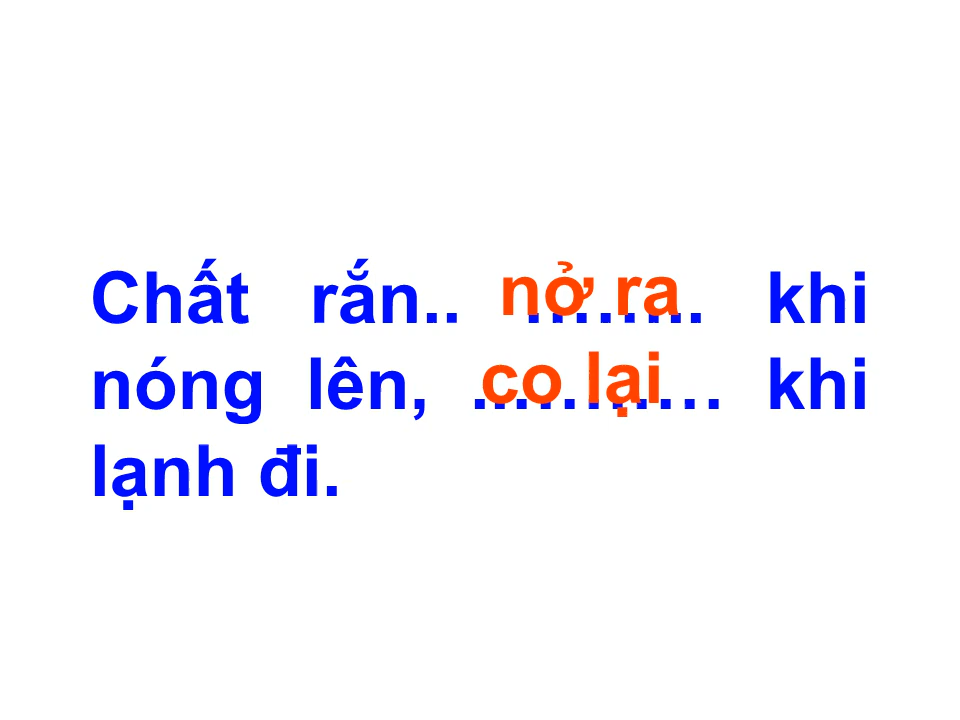 Chất rắn.. nở ra ........ khi
nóng lên, co lại ........... khi
lạnh đi.